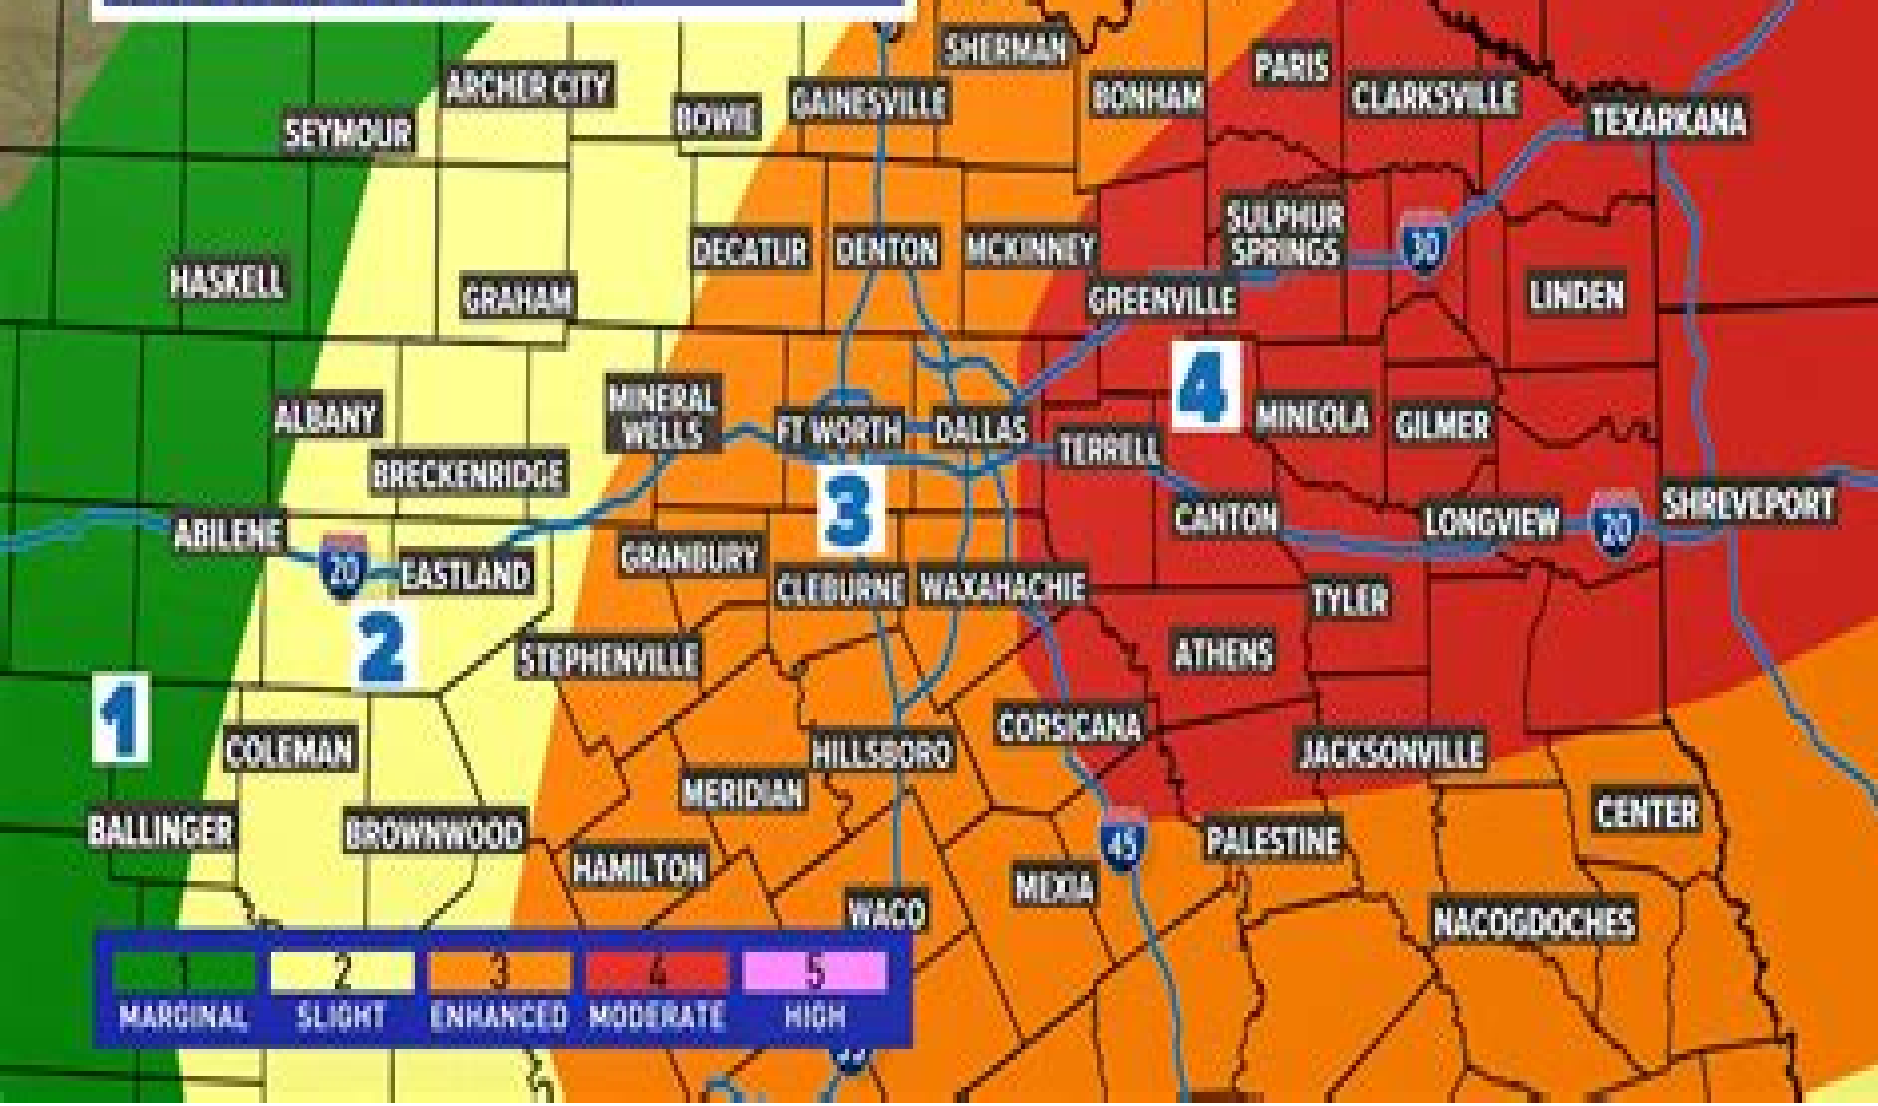 SHERMAN
PARIS
ARCHER CITY
GAINESVILLE
BONHAM
CLARKSVILLE
BOWIE
TEXARKANA
SEYMOUR
SULPHUR
SPRINGS
DECATUR
DENTON
MCKINNEY
30
HASKELL
GRAHAM
GREENVILLE
LINDEN
4
MINERAL
WELLS
ALBANY
FT WORTH
DALLAS
MINEOLA
GILMER
TERRELL
BRECKENRIDGE
3
SHREVEPORT
CANTON
LONGVIEW
20
ABILENE
GRANBURY
20
EASTLAND
CLEBURNE
WAXAHACHIE
TYLER
2
STEPHENVILLE
ATHENS
1
CORSICANA
COLEMAN
HILLSBORO
JACKSONVILLE
MERIDIAN
CENTER
BALLINGER
BROWNWOOD
45
PALESTINE
HAMILTON
MEXIA
WACO
NACOGDOCHES
1 2 3 4 5
MARGINAL SLIGHT ENHANCED MODERATE HIGH